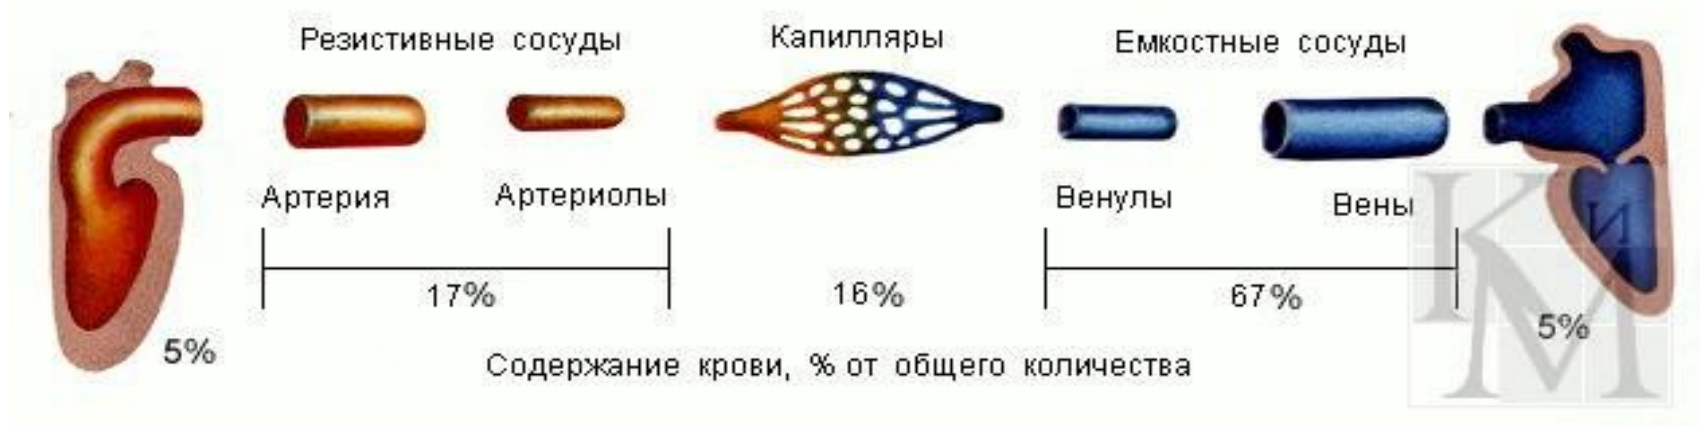 Резистивные сосуды Капилляры Емкостные сосуды
Артерия Артериолы Венулы Вены
17% 16% 67%
5% 5%
Содержание крови, % от общего количества
К и М